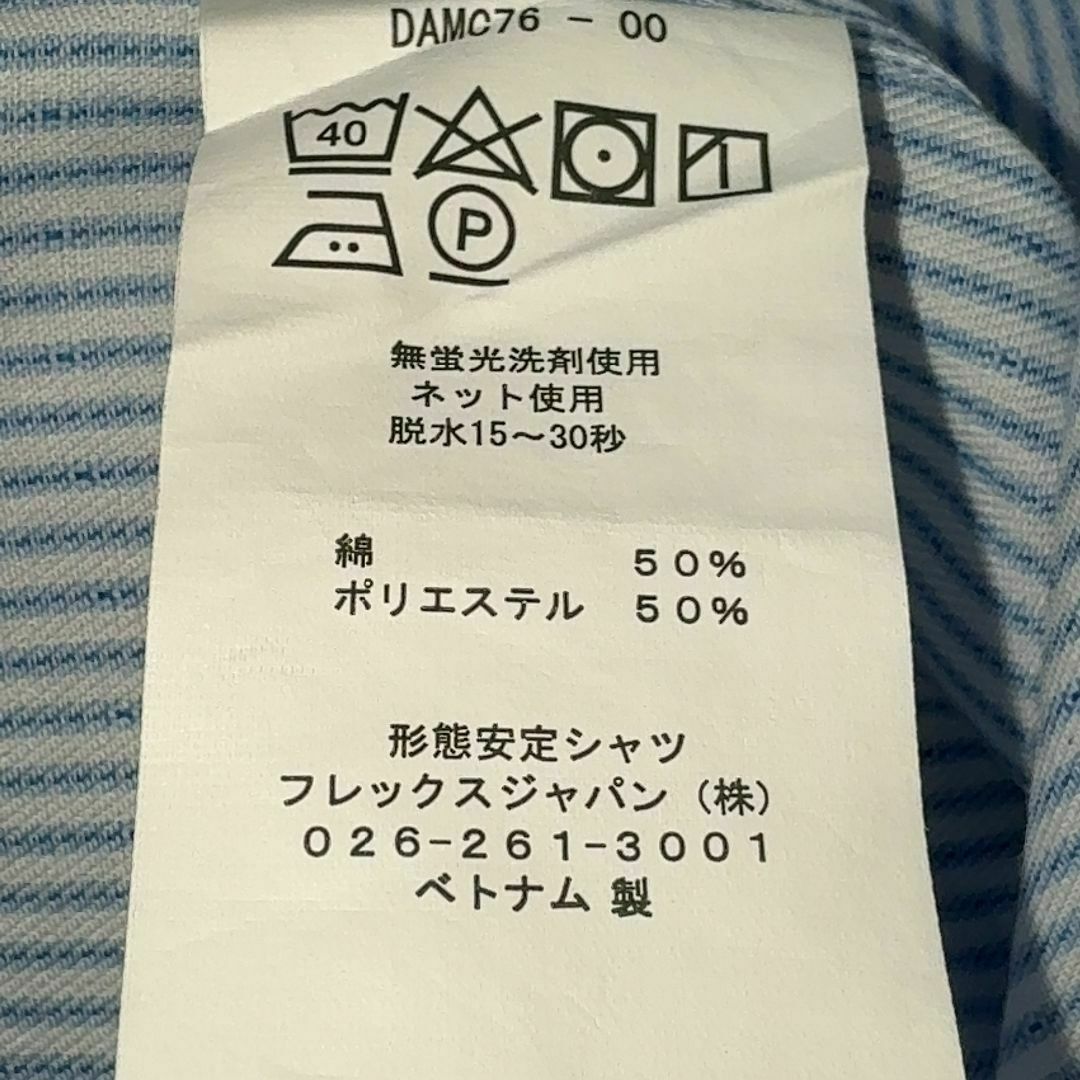 DAMC76 - 00
40
P
無蛍光洗剤使用
ネット使用
脱水15～30秒
綿 50%
ポリエステル 50%
形態安定シャツ
フレックスジャパン（株）
026-261-3001
ベトナム 製